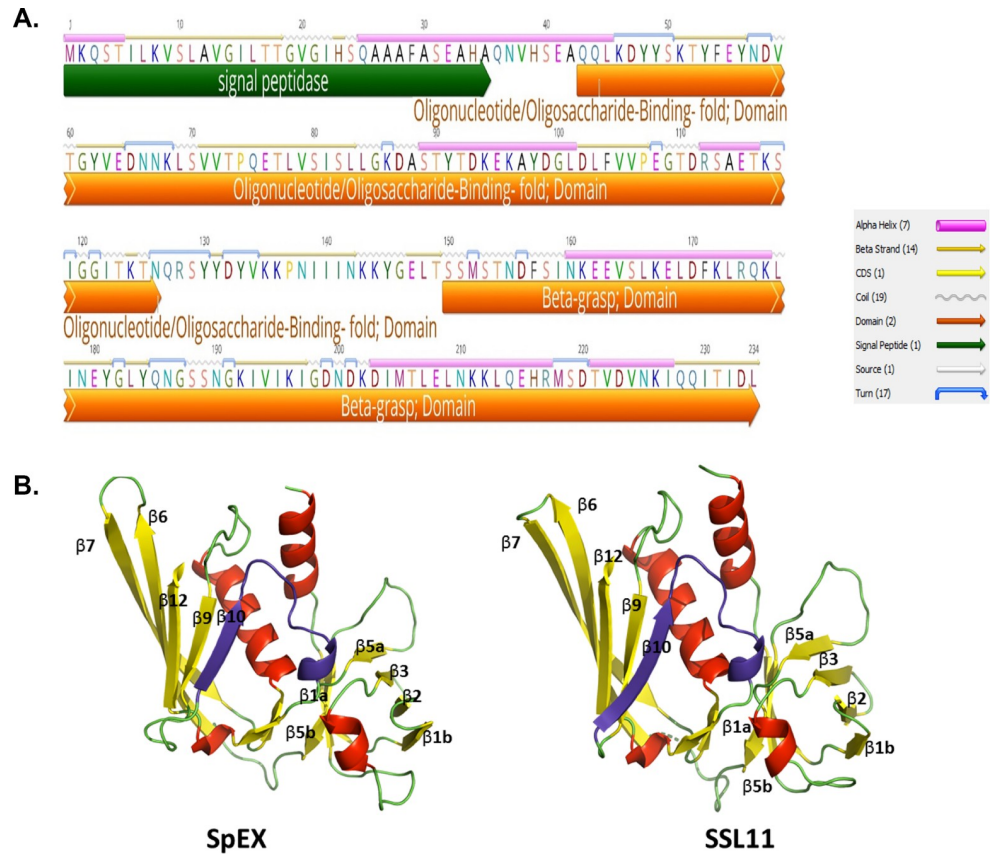 A.
1 10 20 30 40 50
MKQSTILKVSLAVGILTTGVGIHSQAAAFASEAHAQNVHSEAQQLKDYYSKTYFEYNDV
signal peptidase
Oligonucleotide/Oligosaccharide-Binding- fold; Domain
60 70 80 90 100 110
TGYVEDNNKLSVVTPQETLVSISLLGKDASTYTDKEKAYDGLDLFVVPEGTDRSAETKS
Oligonucleotide/Oligosaccharide-Binding- fold; Domain
120 130 140 150 160 170
IGGITKTNQRSYYDYVKKPNIIINKKYGELTSSMSTNDFSINKEEVSLKELDFKLRQKL
Beta-grasp; Domain
Oligonucleotide/Oligosaccharide-Binding- fold; Domain
180 190 200 210 220 230 234
INEYGLYQNGSSNGKIVIKIGDNDKDIMTLELNKKLQEHRMSDTVDVNKIQQITIDL
Beta-grasp; Domain
Alpha Helix (7)
Beta Strand (14)
CDS (1)
Coil (19)
Domain (2)
Signal Peptide (1)
Source (1)
Turn (17)
B.
β6
β7
β12
β9
β10
β5a
β3
β1a
β2
β5b
β1b
SpEX
β6
β7
β12
β9
β10
β5a
β3
β2
β1a
β1b
β5b
SSL11